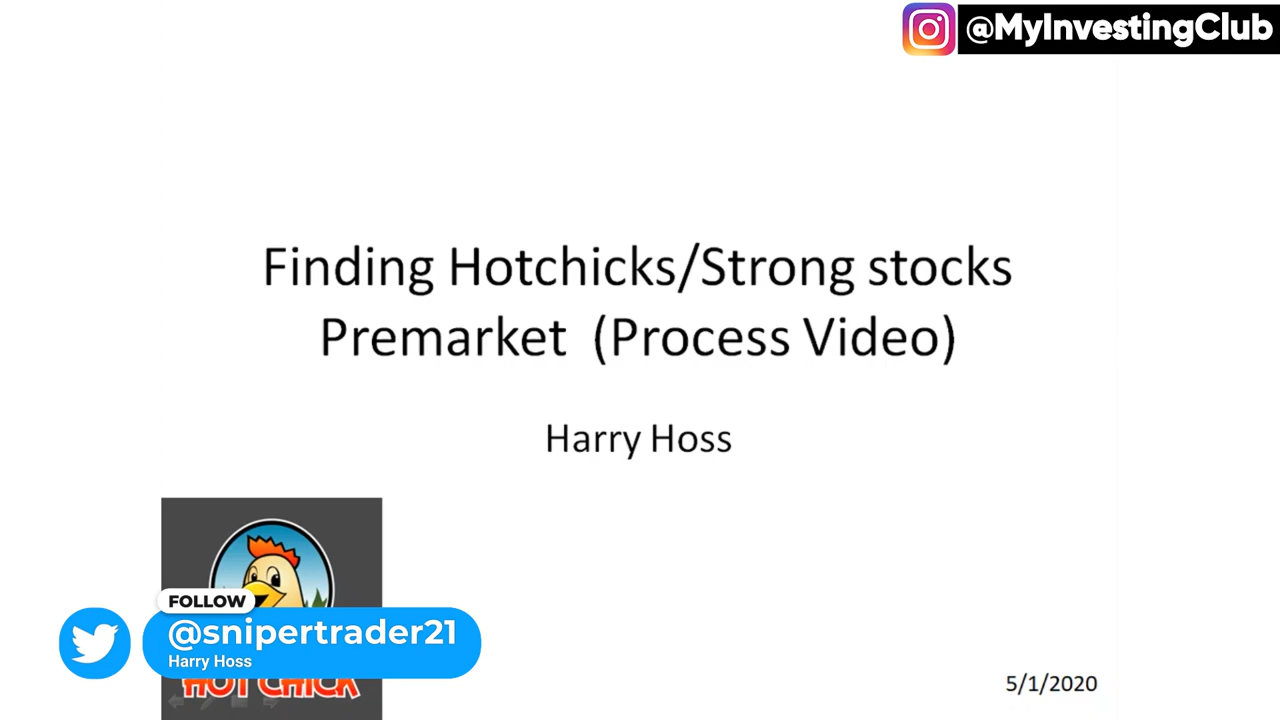 @MyInvestingClub
Finding Hotchicks/Strong stocks
Premarket (Process Video)
Harry Hoss
FOLLOW
@snipertrader21
Harry Hoss
HOT CHICK
5/1/2020